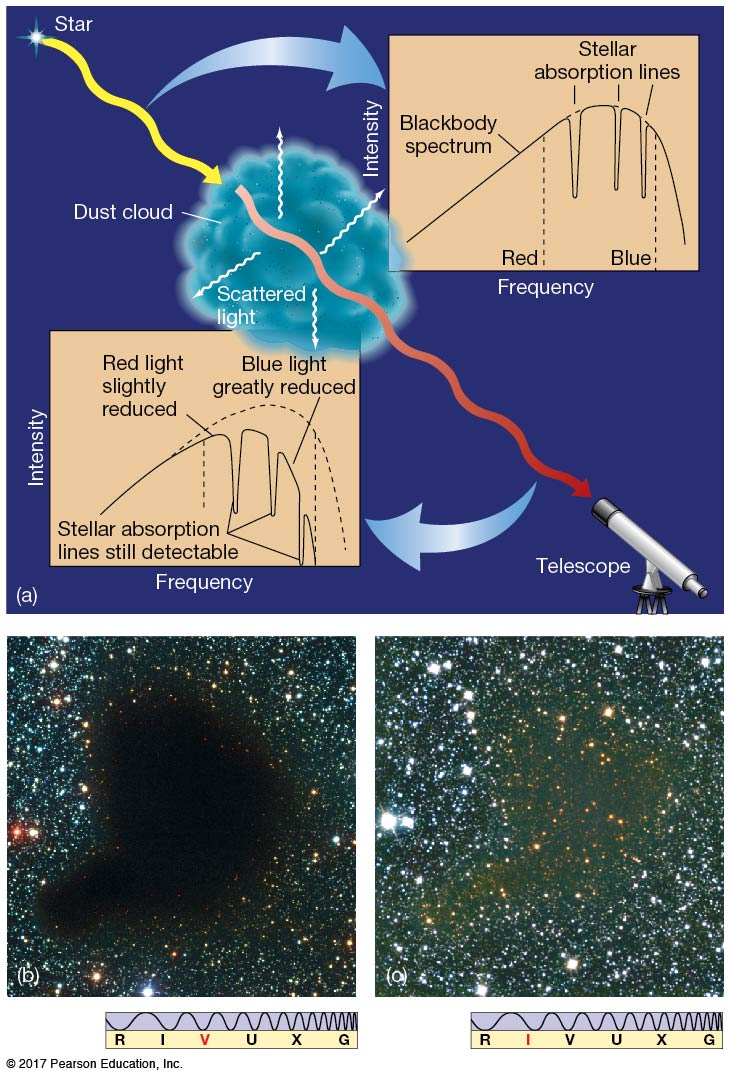 Star
Stellar
absorption lines
Blackbody
spectrum
Intensity
Red
Blue
Frequency
Dust cloud
Scattered
light
Red light
slightly
reduced
Blue light
greatly reduced
Intensity
Stellar absorption
lines still detectable
Frequency
Telescope
(a)
(b)
(c)
R I V U X G
R I V U X G
© 2017 Pearson Education, Inc.